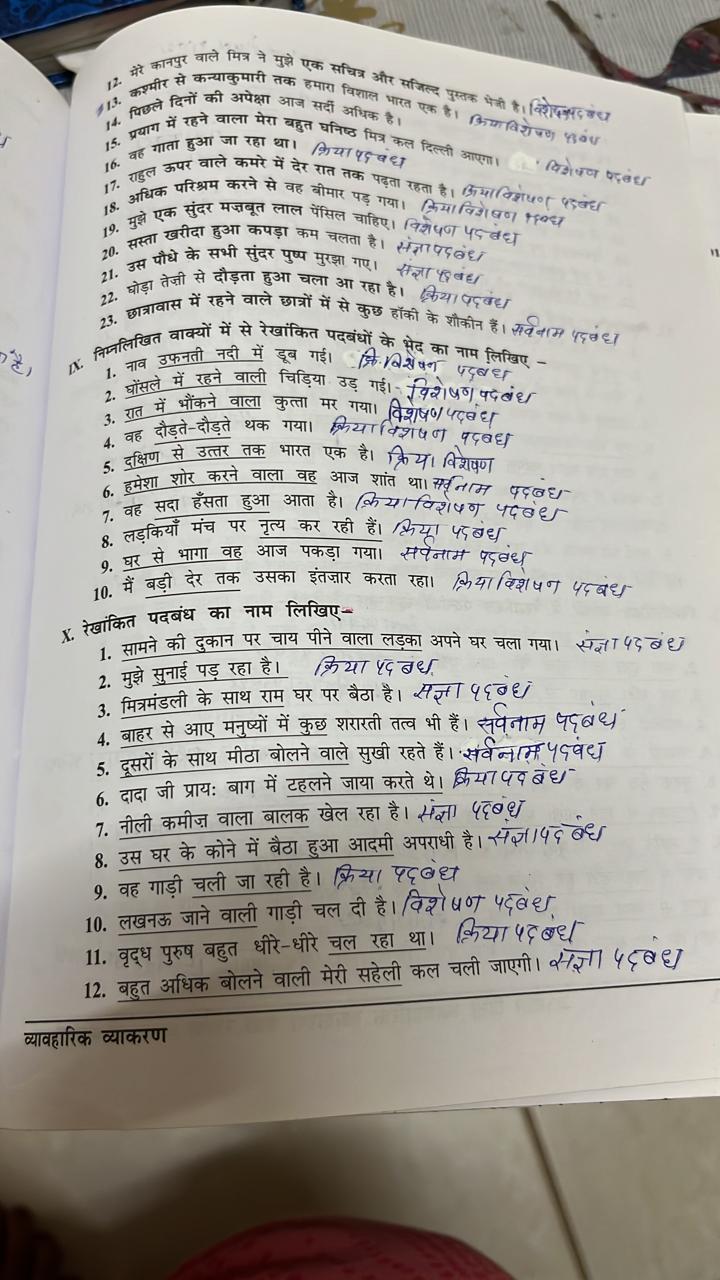 12. मेरे कानपुर वाले मित्र ने मुझे एक सचित्र और सजिल्द पुस्तक भेजी है। विशेषण पदबंध
13. कश्मीर से कन्याकुमारी तक हमारा विशाल भारत एक है। क्रिया विशेषण पदबंध
14. पिछले दिनों की अपेक्षा आज सर्दी अधिक है।
15. प्रयाग में रहने वाला मेरा बहुत घनिष्ठ मित्र कल दिल्ली आएगा। विशेषण पदबंध
16. वह गाता हुआ जा रहा था। क्रिया पदबंध
17. राहुल ऊपर वाले कमरे में देर रात तक पढ़ता रहता है। क्रिया विशेषण पदबंध
18. अधिक परिश्रम करने से वह बीमार पड़ गया। क्रिया विशेषण पदबंध
19. मुझे एक सुंदर मजबूत लाल पेंसिल चाहिए। विशेषण पदबंध
20. सस्ता खरीदा हुआ कपड़ा कम चलता है। संज्ञा पदबंध
21. उस पौधे के सभी सुंदर पुष्प मुरझा गए। संज्ञा पदबंध
22. घोड़ा तेज़ी से दौड़ता हुआ चला आ रहा है। क्रिया पदबंध
23. छात्रावास में रहने वाले छात्रों में से कुछ हॉकी के शौकीन हैं। सर्वनाम पदबंध
IX. निम्नलिखित वाक्यों में से रेखांकित पदबंधों के भेद का नाम लिखिए –
1. नाव उफनती नदी में डूब गई। क्रि. विशेषण पदबंध
2. घोंसले में रहने वाली चिड़िया उड़ गई। विशेषण पदबंध
3. रात में भौंकने वाला कुत्ता मर गया। विशेषण पदबंध
4. वह दौड़ते-दौड़ते थक गया। क्रिया विशेषण पदबंध
5. दक्षिण से उत्तर तक भारत एक है। क्रिया विशेषण
6. हमेशा शोर करने वाला वह आज शांत था। सर्वनाम पदबंध
7. वह सदा हँसता हुआ आता है। क्रिया विशेषण पदबंध
8. लड़कियाँ मंच पर नृत्य कर रही हैं। क्रिया पदबंध
9. घर से भागा वह आज पकड़ा गया। सर्वनाम पदबंध
10. मैं बड़ी देर तक उसका इंतजार करता रहा। क्रिया विशेषण पदबंध
X. रेखांकित पदबंध का नाम लिखिए–
1. सामने की दुकान पर चाय पीने वाला लड़का अपने घर चला गया। संज्ञा पदबंध
2. मुझे सुनाई पड़ रहा है। क्रिया पदबंध
3. मित्रमंडली के साथ राम घर पर बैठा है। संज्ञा पदबंध
4. बाहर से आए मनुष्यों में कुछ शरारती तत्व भी हैं। सर्वनाम पदबंध
5. दूसरों के साथ मीठा बोलने वाले सुखी रहते हैं। सर्वनाम पदबंध
6. दादा जी प्रायः बाग में टहलने जाया करते थे। क्रिया पदबंध
7. नीली कमीज़ वाला बालक खेल रहा है। संज्ञा पदबंध
8. उस घर के कोने में बैठा हुआ आदमी अपराधी है। संज्ञा पदबंध
9. वह गाड़ी चली जा रही है। क्रिया पदबंध
10. लखनऊ जाने वाली गाड़ी चल दी है। विशेषण पदबंध
11. वृद्ध पुरुष बहुत धीरे-धीरे चल रहा था। क्रिया पदबंध
12. बहुत अधिक बोलने वाली मेरी सहेली कल चली जाएगी। संज्ञा पदबंध
व्यावहारिक व्याकरण